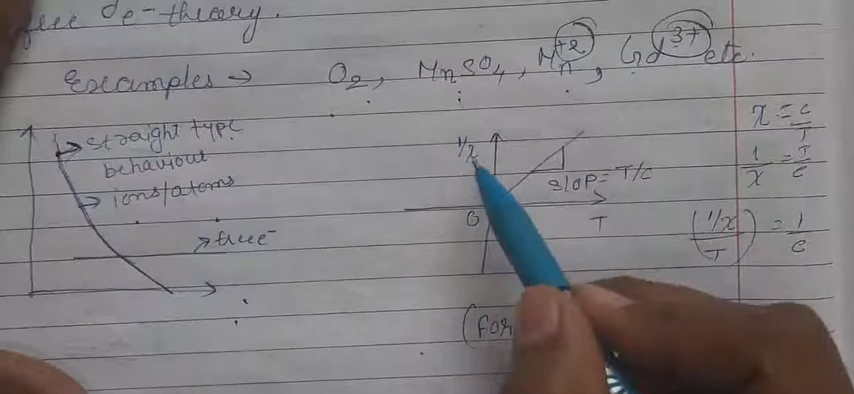 free e-theory.
Examples → O2, MnSO4, Mn+2, Gd3+ etc.
straight type
behaviour
ions/atoms
free e-
1/χ
slop = T/C
0
T
χ = C/T
1/χ = T/C
(1/χ)/T = 1/C
(For